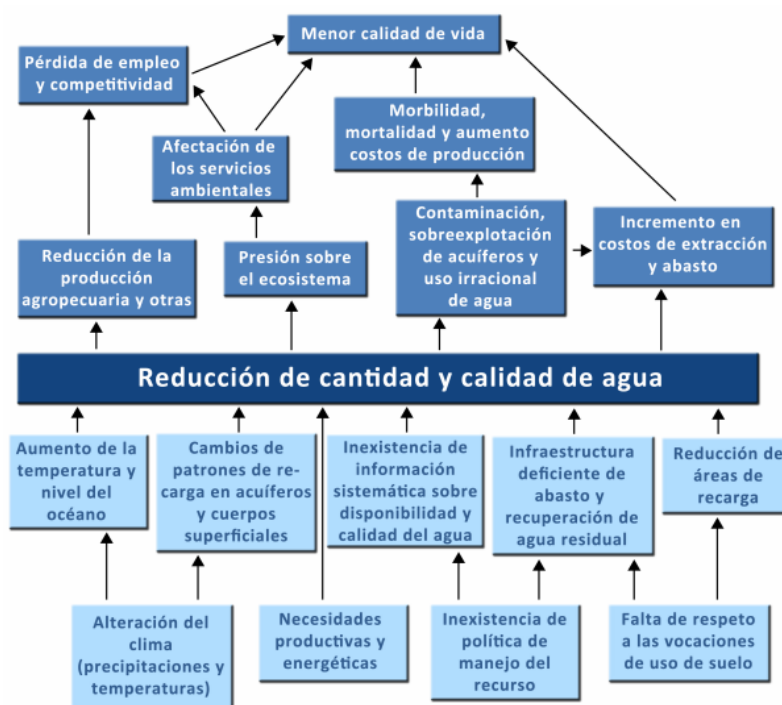 Menor calidad de vida
Pérdida de empleo
y competitividad
Morbilidad,
mortalidad y aumento
costos de producción
Afectación de
los servicios
ambientales
Contaminación,
sobreexplotación
de acuíferos y
uso irracional
de agua
Incremento en
costos de extracción
y abasto
Reducción de la
producción
agropecuaria y otras
Presión sobre
el ecosistema
Reducción de cantidad y calidad de agua
Aumento de la
temperatura y
nivel del
océano
Cambios de
patrones de re-
carga en acuíferos
y cuerpos
superficiales
Inexistencia de
información
sistemática sobre
disponibilidad y
calidad del agua
Infraestructura
deficiente de
abasto y
recuperación de
agua residual
Reducción de
áreas de
recarga
Alteración del
clima
(precipitaciones y
temperaturas)
Necesidades
productivas y
energéticas
Inexistencia de
política de
manejo del
recurso
Falta de respeto
a las vocaciones
de uso de suelo